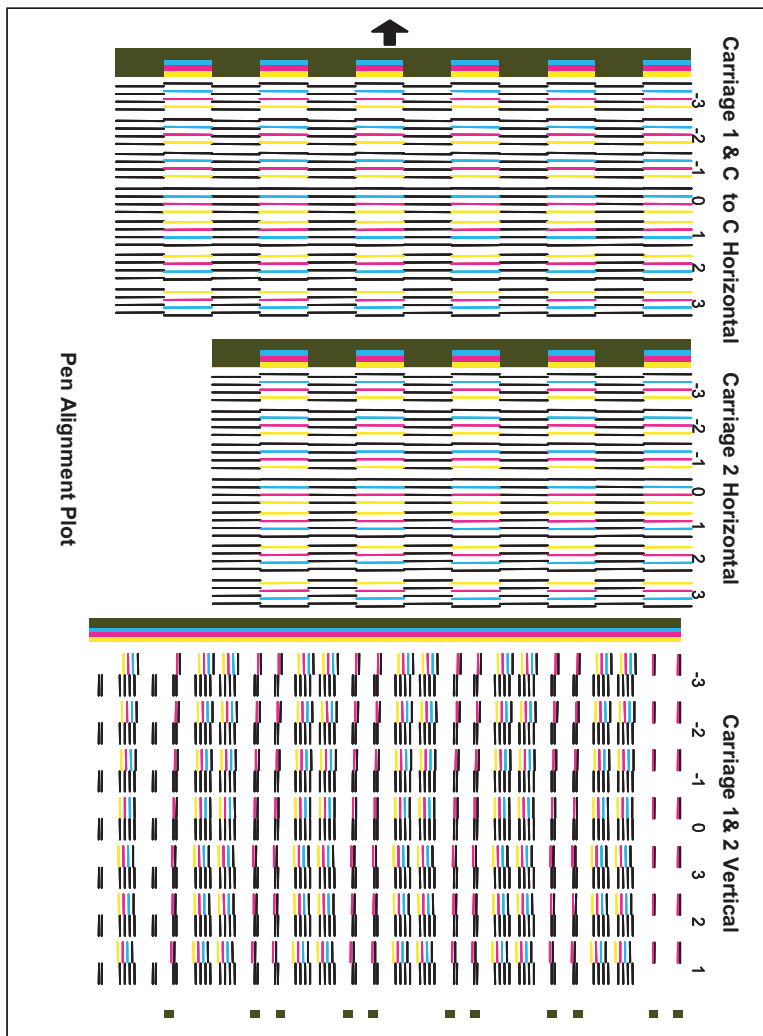 Carriage 1 & C to C Horizontal
-3 -2 -1 0 1 2 3
Carriage 2 Horizontal
-3 -2 -1 0 1 2 3
Carriage 1& 2 Vertical
-3 -2 -1 0 3 2 1
Pen Alignment Plot